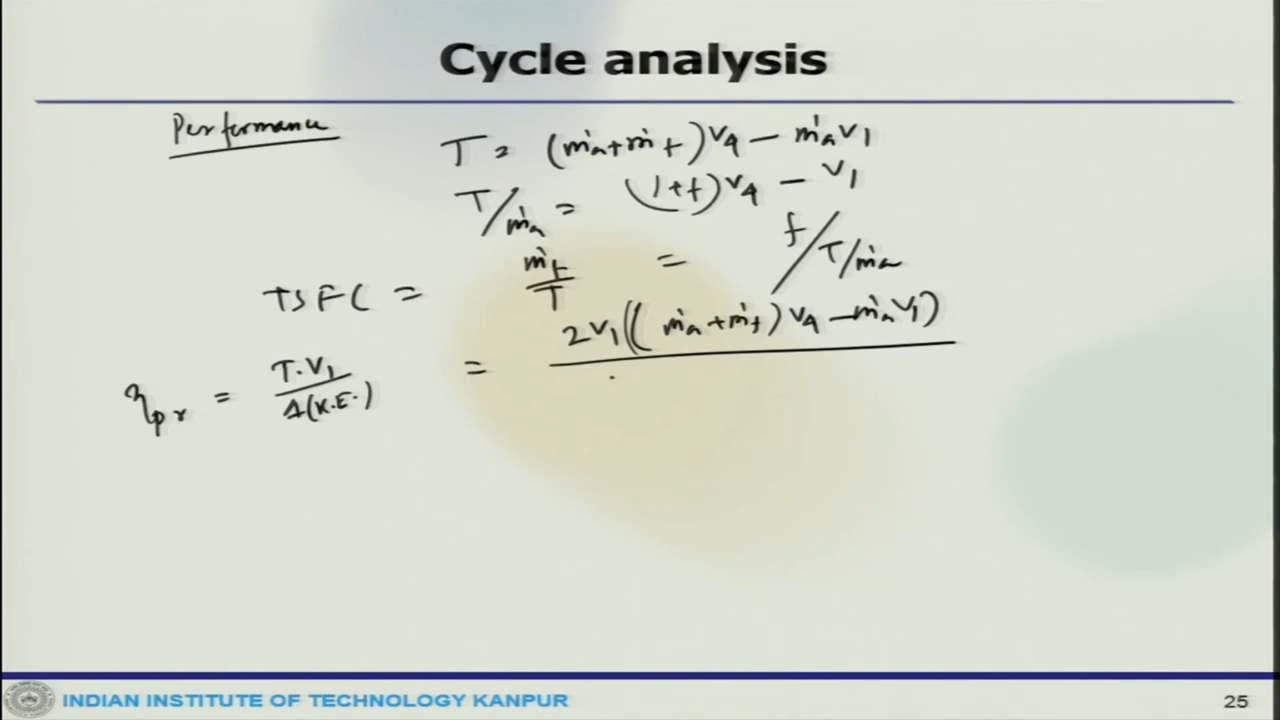 Cycle analysis
Performance
T = (ṁa+ṁf)V4 − ṁaV1
T/ṁa = (1+f)V4 − V1
TSFC = ṁf/T = f/T/ṁa
ηpr = T.V1/Δ(K.E.) = 2V1((ṁa+ṁf)V4 − ṁaV1)
INDIAN INSTITUTE OF TECHNOLOGY KANPUR
25